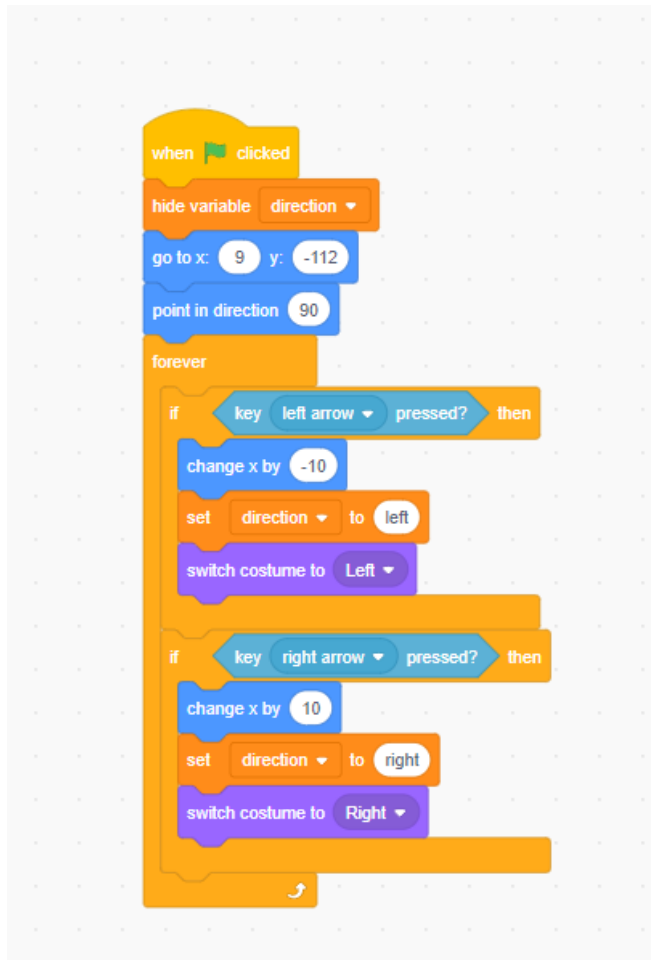 when clicked
hide variable direction
go to x: 9 y: -112
point in direction 90
forever
if key left arrow pressed? then
change x by -10
set direction to left
switch costume to Left
if key right arrow pressed? then
change x by 10
set direction to right
switch costume to Right